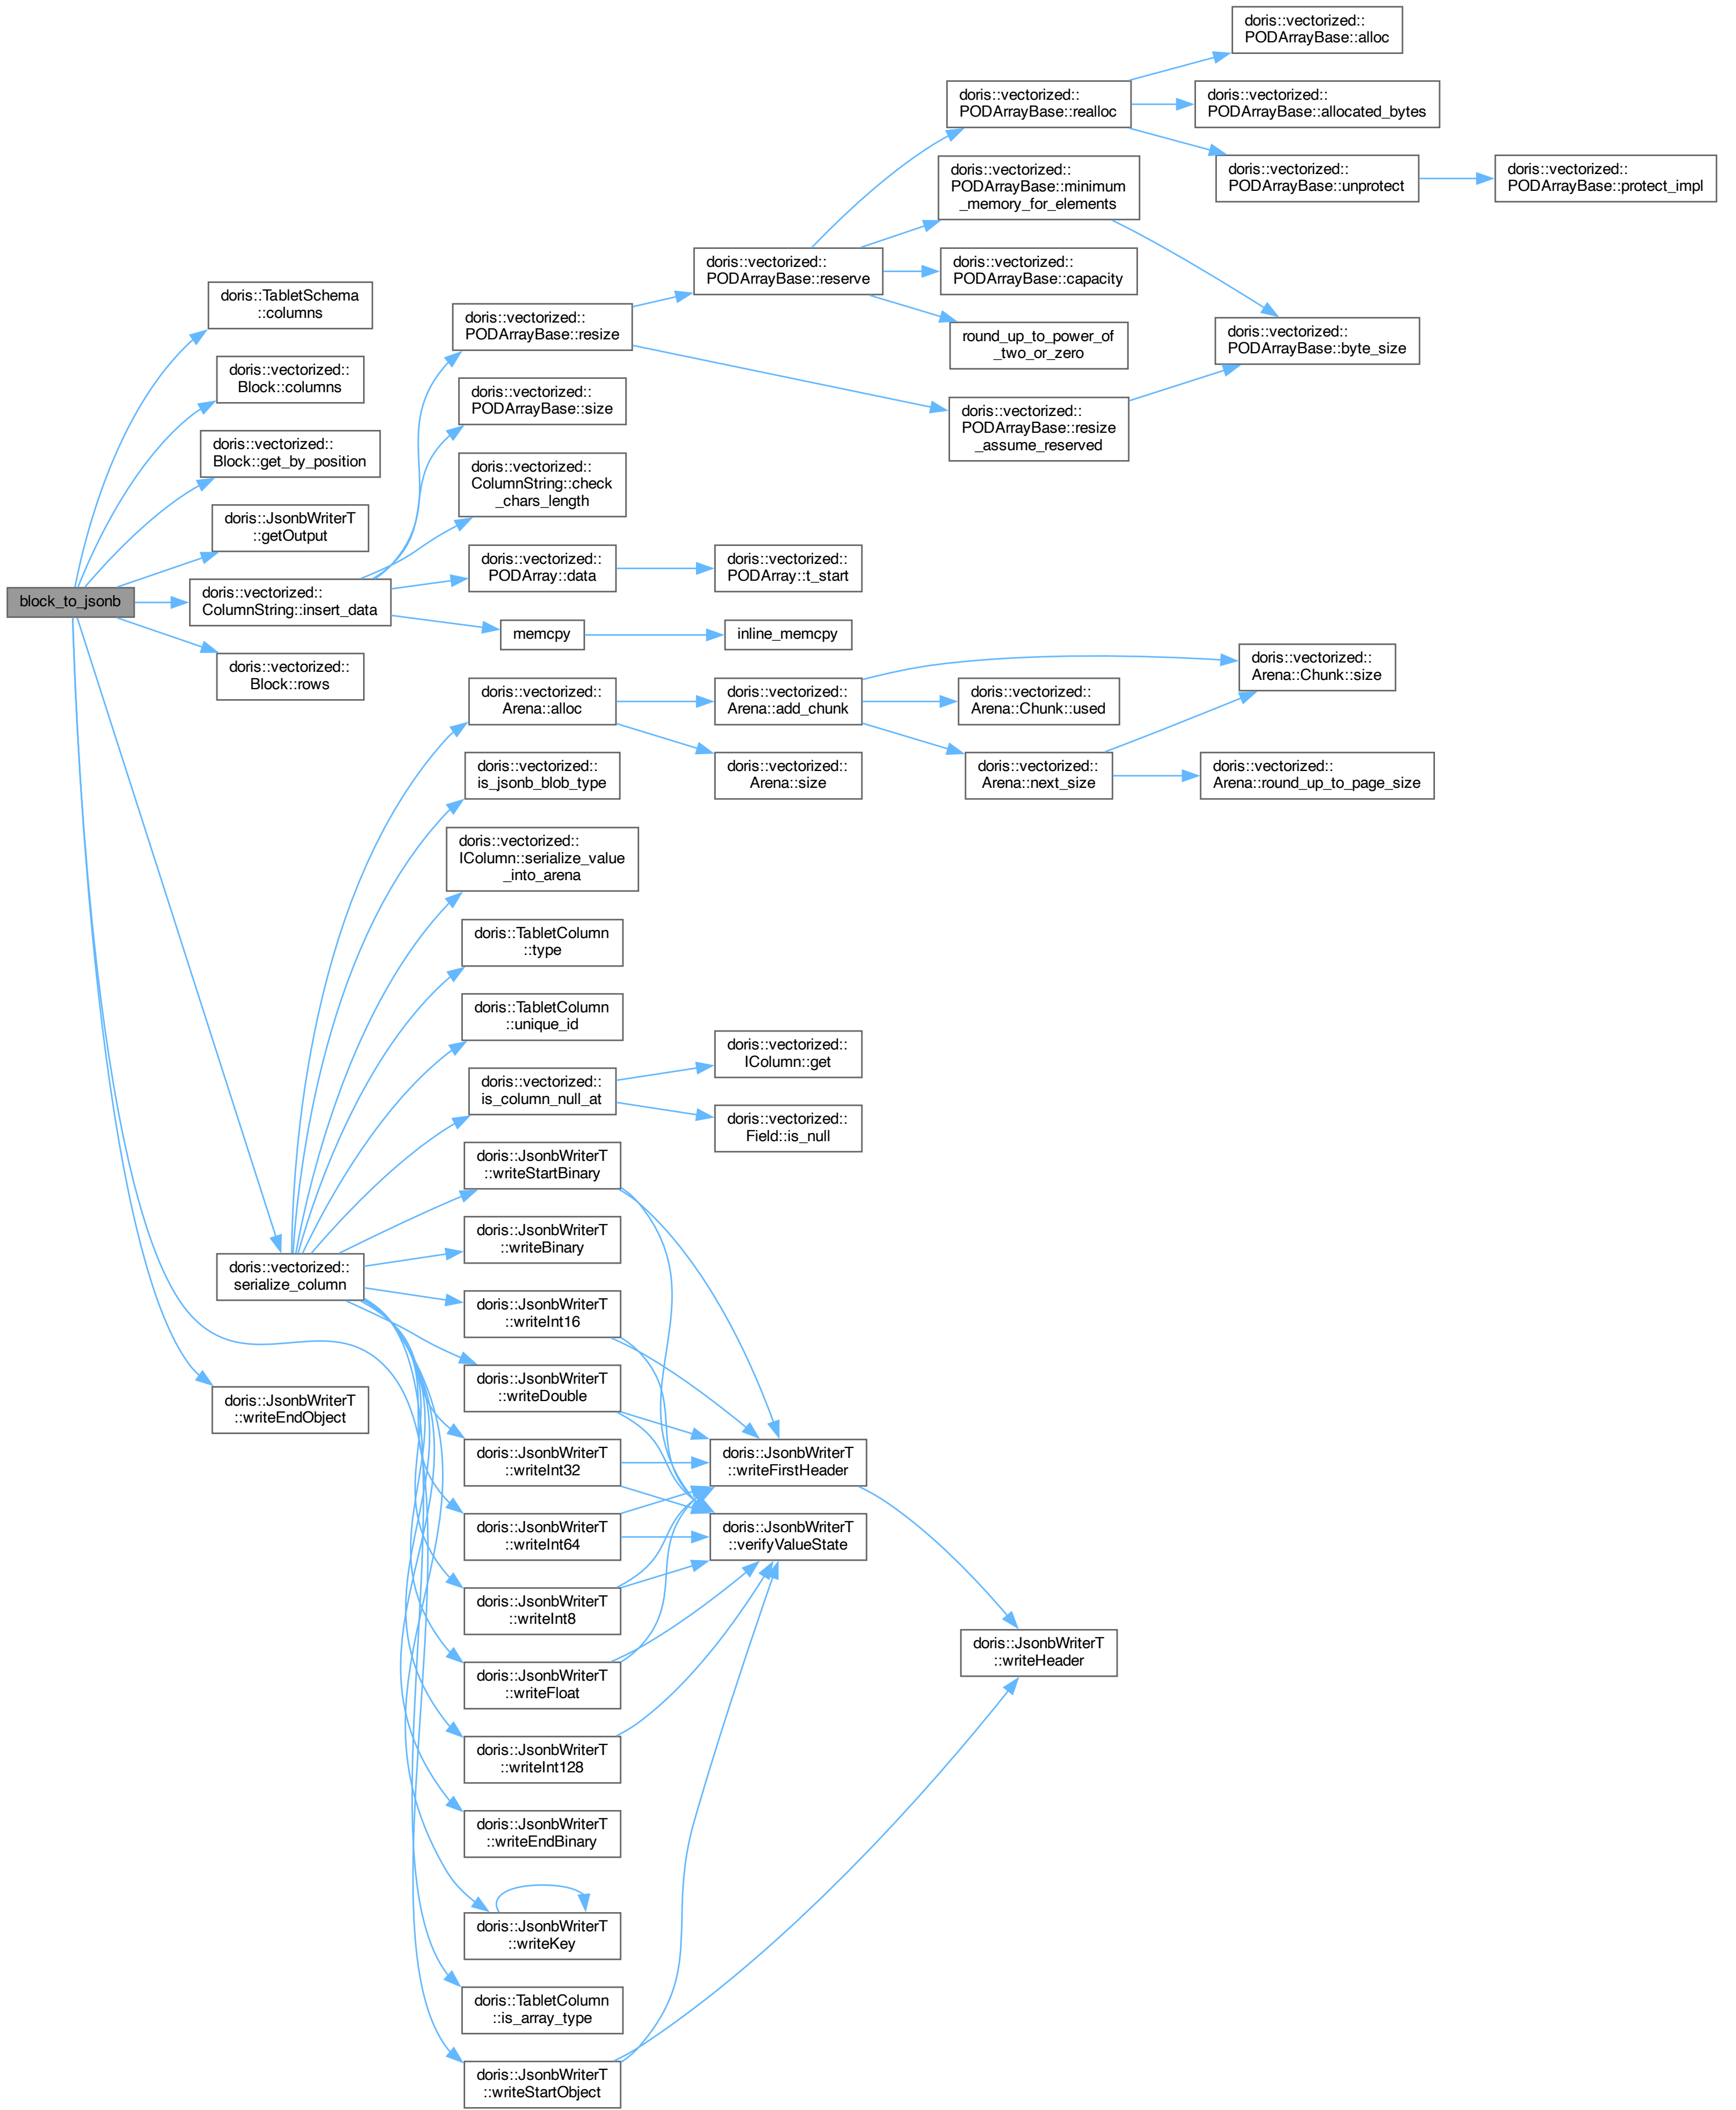 block_to_jsonb
doris::TabletSchema
::columns
doris::vectorized::
Block::columns
doris::vectorized::
Block::get_by_position
doris::JsonbWriterT
::getOutput
doris::vectorized::
ColumnString::insert_data
doris::vectorized::
Block::rows
doris::vectorized::
serialize_column
doris::JsonbWriterT
::writeEndObject
doris::vectorized::
PODArrayBase::resize
doris::vectorized::
PODArrayBase::size
doris::vectorized::
ColumnString::check
_chars_length
doris::vectorized::
PODArray::data
memcpy
doris::vectorized::
Arena::alloc
doris::vectorized::
is_jsonb_blob_type
doris::vectorized::
IColumn::serialize_value
_into_arena
doris::TabletColumn
::type
doris::TabletColumn
::unique_id
doris::vectorized::
is_column_null_at
doris::JsonbWriterT
::writeStartBinary
doris::JsonbWriterT
::writeBinary
doris::JsonbWriterT
::writeInt16
doris::JsonbWriterT
::writeDouble
doris::JsonbWriterT
::writeInt32
doris::JsonbWriterT
::writeInt64
doris::JsonbWriterT
::writeInt8
doris::JsonbWriterT
::writeFloat
doris::JsonbWriterT
::writeInt128
doris::JsonbWriterT
::writeEndBinary
doris::JsonbWriterT
::writeKey
doris::TabletColumn
::is_array_type
doris::JsonbWriterT
::writeStartObject
doris::vectorized::
PODArrayBase::reserve
doris::vectorized::
PODArray::t_start
inline_memcpy
doris::vectorized::
Arena::add_chunk
doris::vectorized::
Arena::size
doris::vectorized::
IColumn::get
doris::vectorized::
Field::is_null
doris::JsonbWriterT
::writeFirstHeader
doris::JsonbWriterT
::verifyValueState
doris::vectorized::
PODArrayBase::realloc
doris::vectorized::
PODArrayBase::minimum
_memory_for_elements
doris::vectorized::
PODArrayBase::capacity
round_up_to_power_of
_two_or_zero
doris::vectorized::
PODArrayBase::resize
_assume_reserved
doris::vectorized::
Arena::Chunk::used
doris::vectorized::
Arena::next_size
doris::JsonbWriterT
::writeHeader
doris::vectorized::
PODArrayBase::alloc
doris::vectorized::
PODArrayBase::allocated_bytes
doris::vectorized::
PODArrayBase::unprotect
doris::vectorized::
PODArrayBase::byte_size
doris::vectorized::
Arena::Chunk::size
doris::vectorized::
Arena::round_up_to_page_size
doris::vectorized::
PODArrayBase::protect_impl